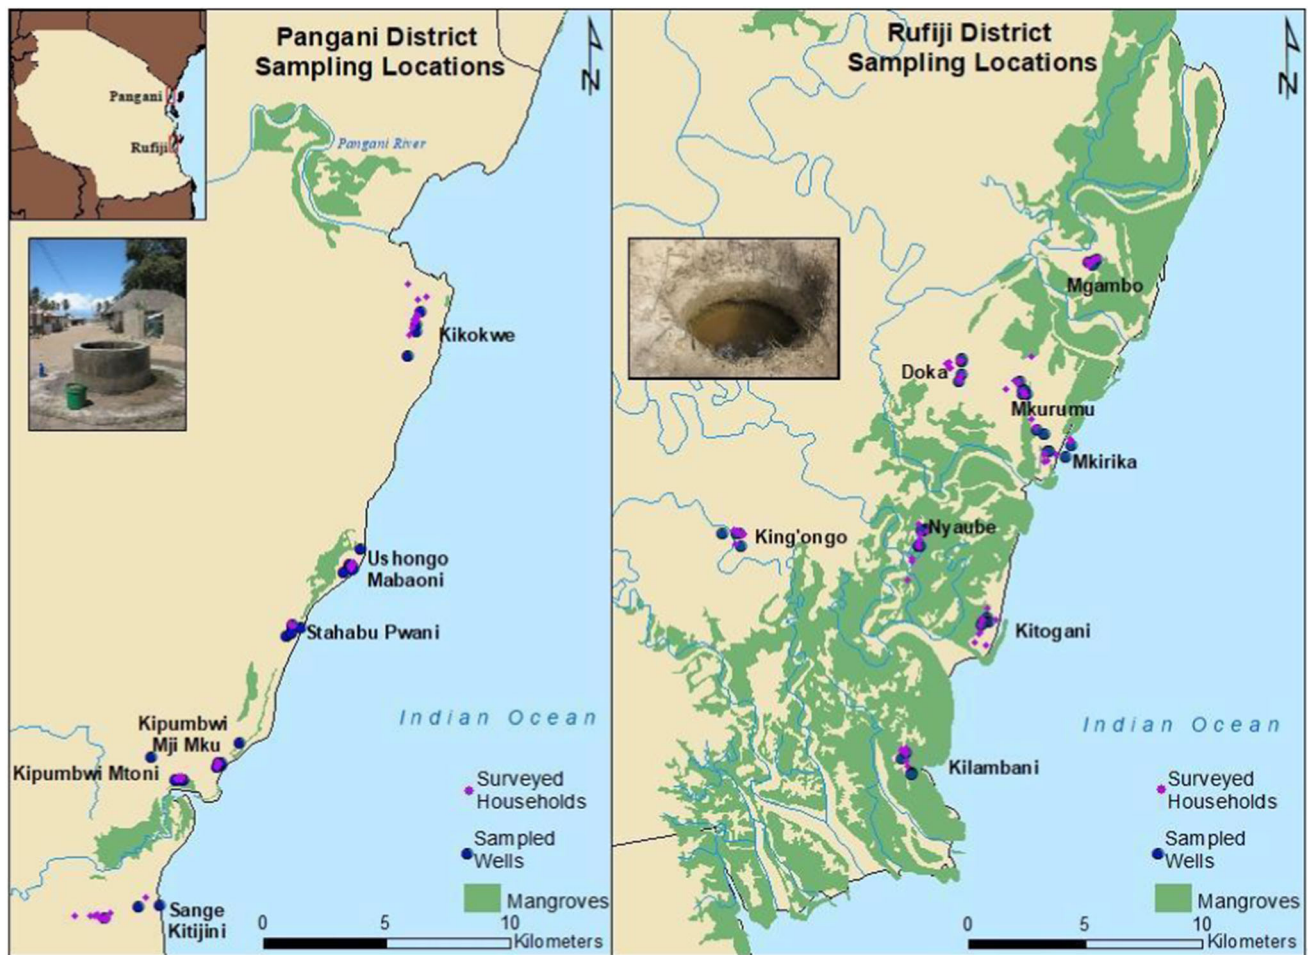 Pangani District
Sampling Locations
Pangani
Rufiji
Pangani River
Kikokwe
Ushongo
Mabaoni
Stahabu Pwani
Kipumbwi
Mji Mku
Kipumbwi Mtoni
Sange
Kitijini
Indian Ocean
Surveyed
Households
Sampled
Wells
Mangroves
0 5 10
Kilometers
N
Rufiji District
Sampling Locations
N
Mgambo
Doka
Mkurumu
Mkirika
Nyaube
King'ongo
Kitogani
Kilambani
Indian Ocean
Surveyed
Households
Sampled
Wells
Mangroves
0 5 10
Kilometers